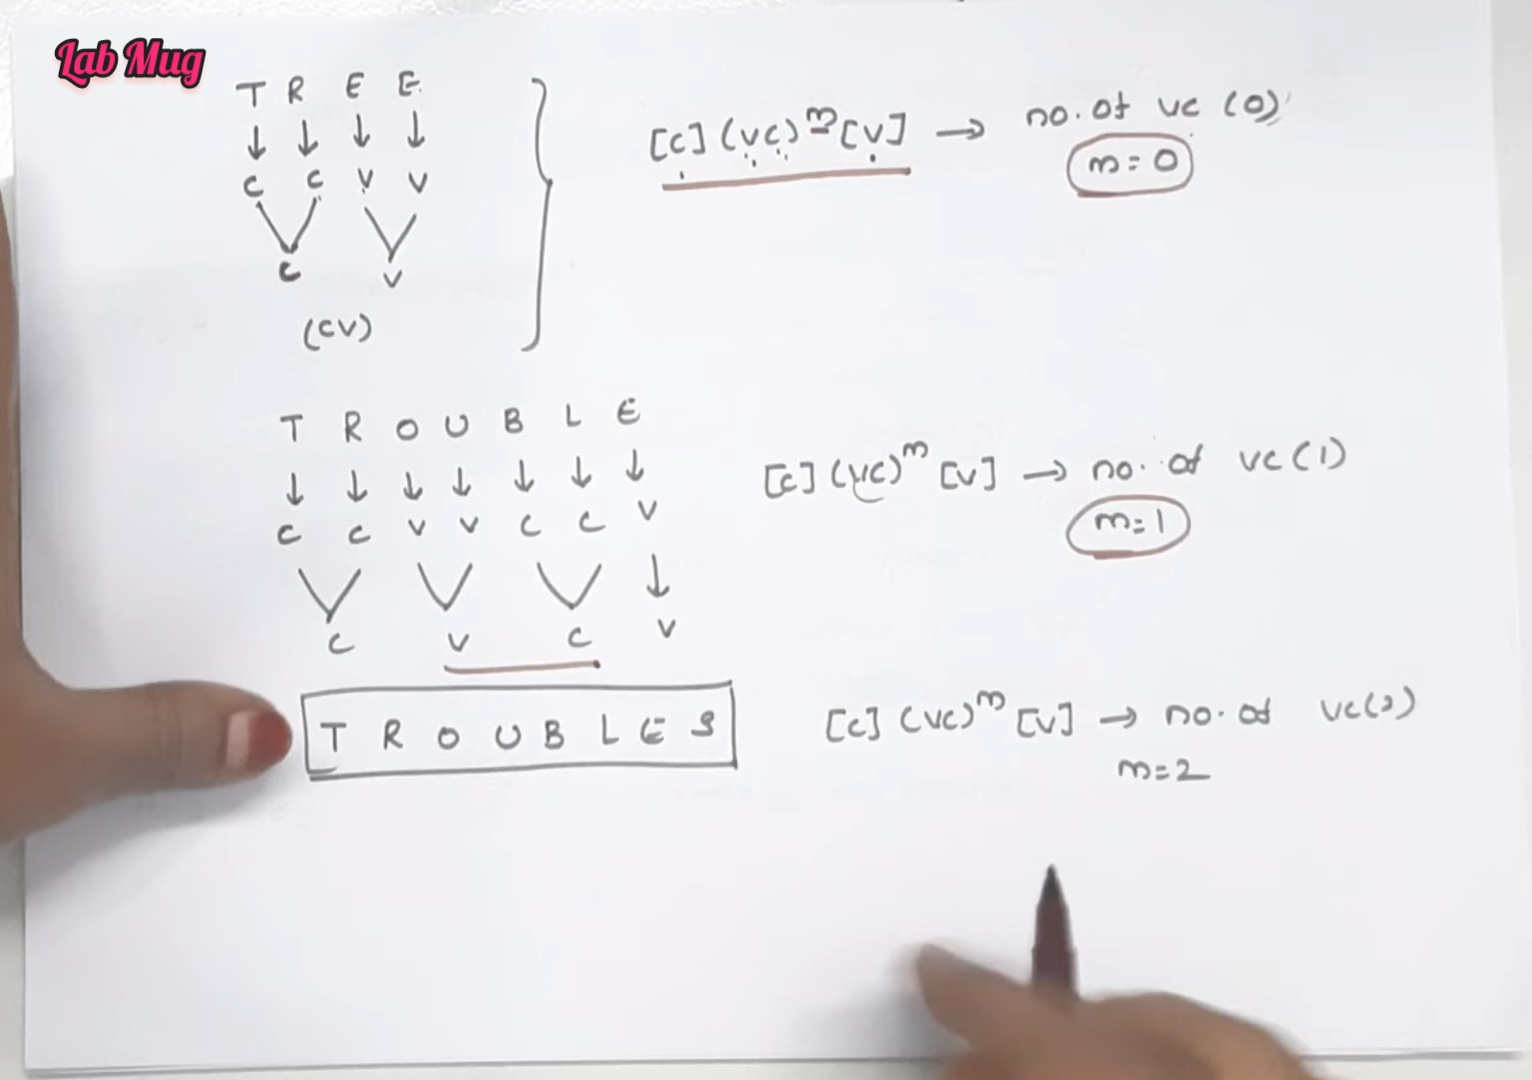 Lab Mug
T R E E
↓ ↓ ↓ ↓
C C V V
C V
(CV)
[C] (VC)^m [V] → no. of VC (0)
m = 0
T R O U B L E
↓ ↓ ↓ ↓ ↓ ↓ ↓
C C V V C C V
↓
C V C V
[C] (VC)^m [V] → no. of VC (1)
m = 1
T R O U B L E S
[C] (VC)^m [V] → no. of VC (2)
m = 2